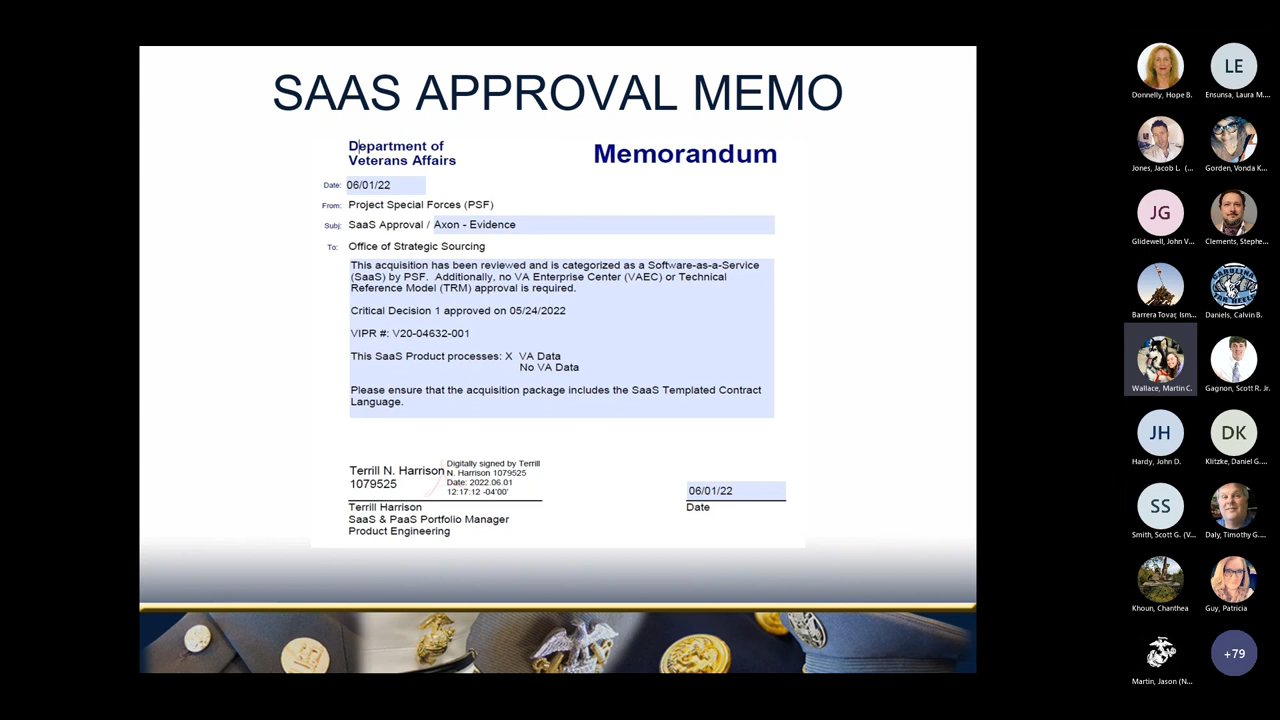 SAAS APPROVAL MEMO
Department of
Veterans Affairs
Memorandum
Date: 06/01/22
From: Project Special Forces (PSF)
Subj: SaaS Approval / Axon - Evidence
To: Office of Strategic Sourcing
This acquisition has been reviewed and is categorized as a Software-as-a-Service
(SaaS) by PSF. Additionally, no VA Enterprise Center (VAEC) or Technical
Reference Model (TRM) approval is required.
Critical Decision 1 approved on 05/24/2022
VIPR #: V20-04632-001
This SaaS Product processes: X VA Data
No VA Data
Please ensure that the acquisition package includes the SaaS Templated Contract
Language.
Terrill N. Harrison
1079525
Digitally signed by Terrill
N. Harrison 1079525
Date: 2022.06.01
12:17:12 -04'00'
06/01/22
Terrill Harrison
Date
SaaS & PaaS Portfolio Manager
Product Engineering
Donnelly, Hope B.
LE
Ensunsa, Laura M....
Jones, Jacob L. (...
Gorden, Vonda K...
JG
Glidewell, John V...
Clements, Stephe...
Barrera Tovar, Ism...
CAROLINA
TAR HEELS
Daniels, Calvin B.
Wallace, Martin C.
Gagnon, Scott R. Jr.
JH
Hardy, John D.
DK
Klitzke, Daniel G....
SS
Smith, Scott G. (V...
Daly, Timothy G....
Khoun, Chanthea
Guy, Patricia
Martin, Jason (N...
+79